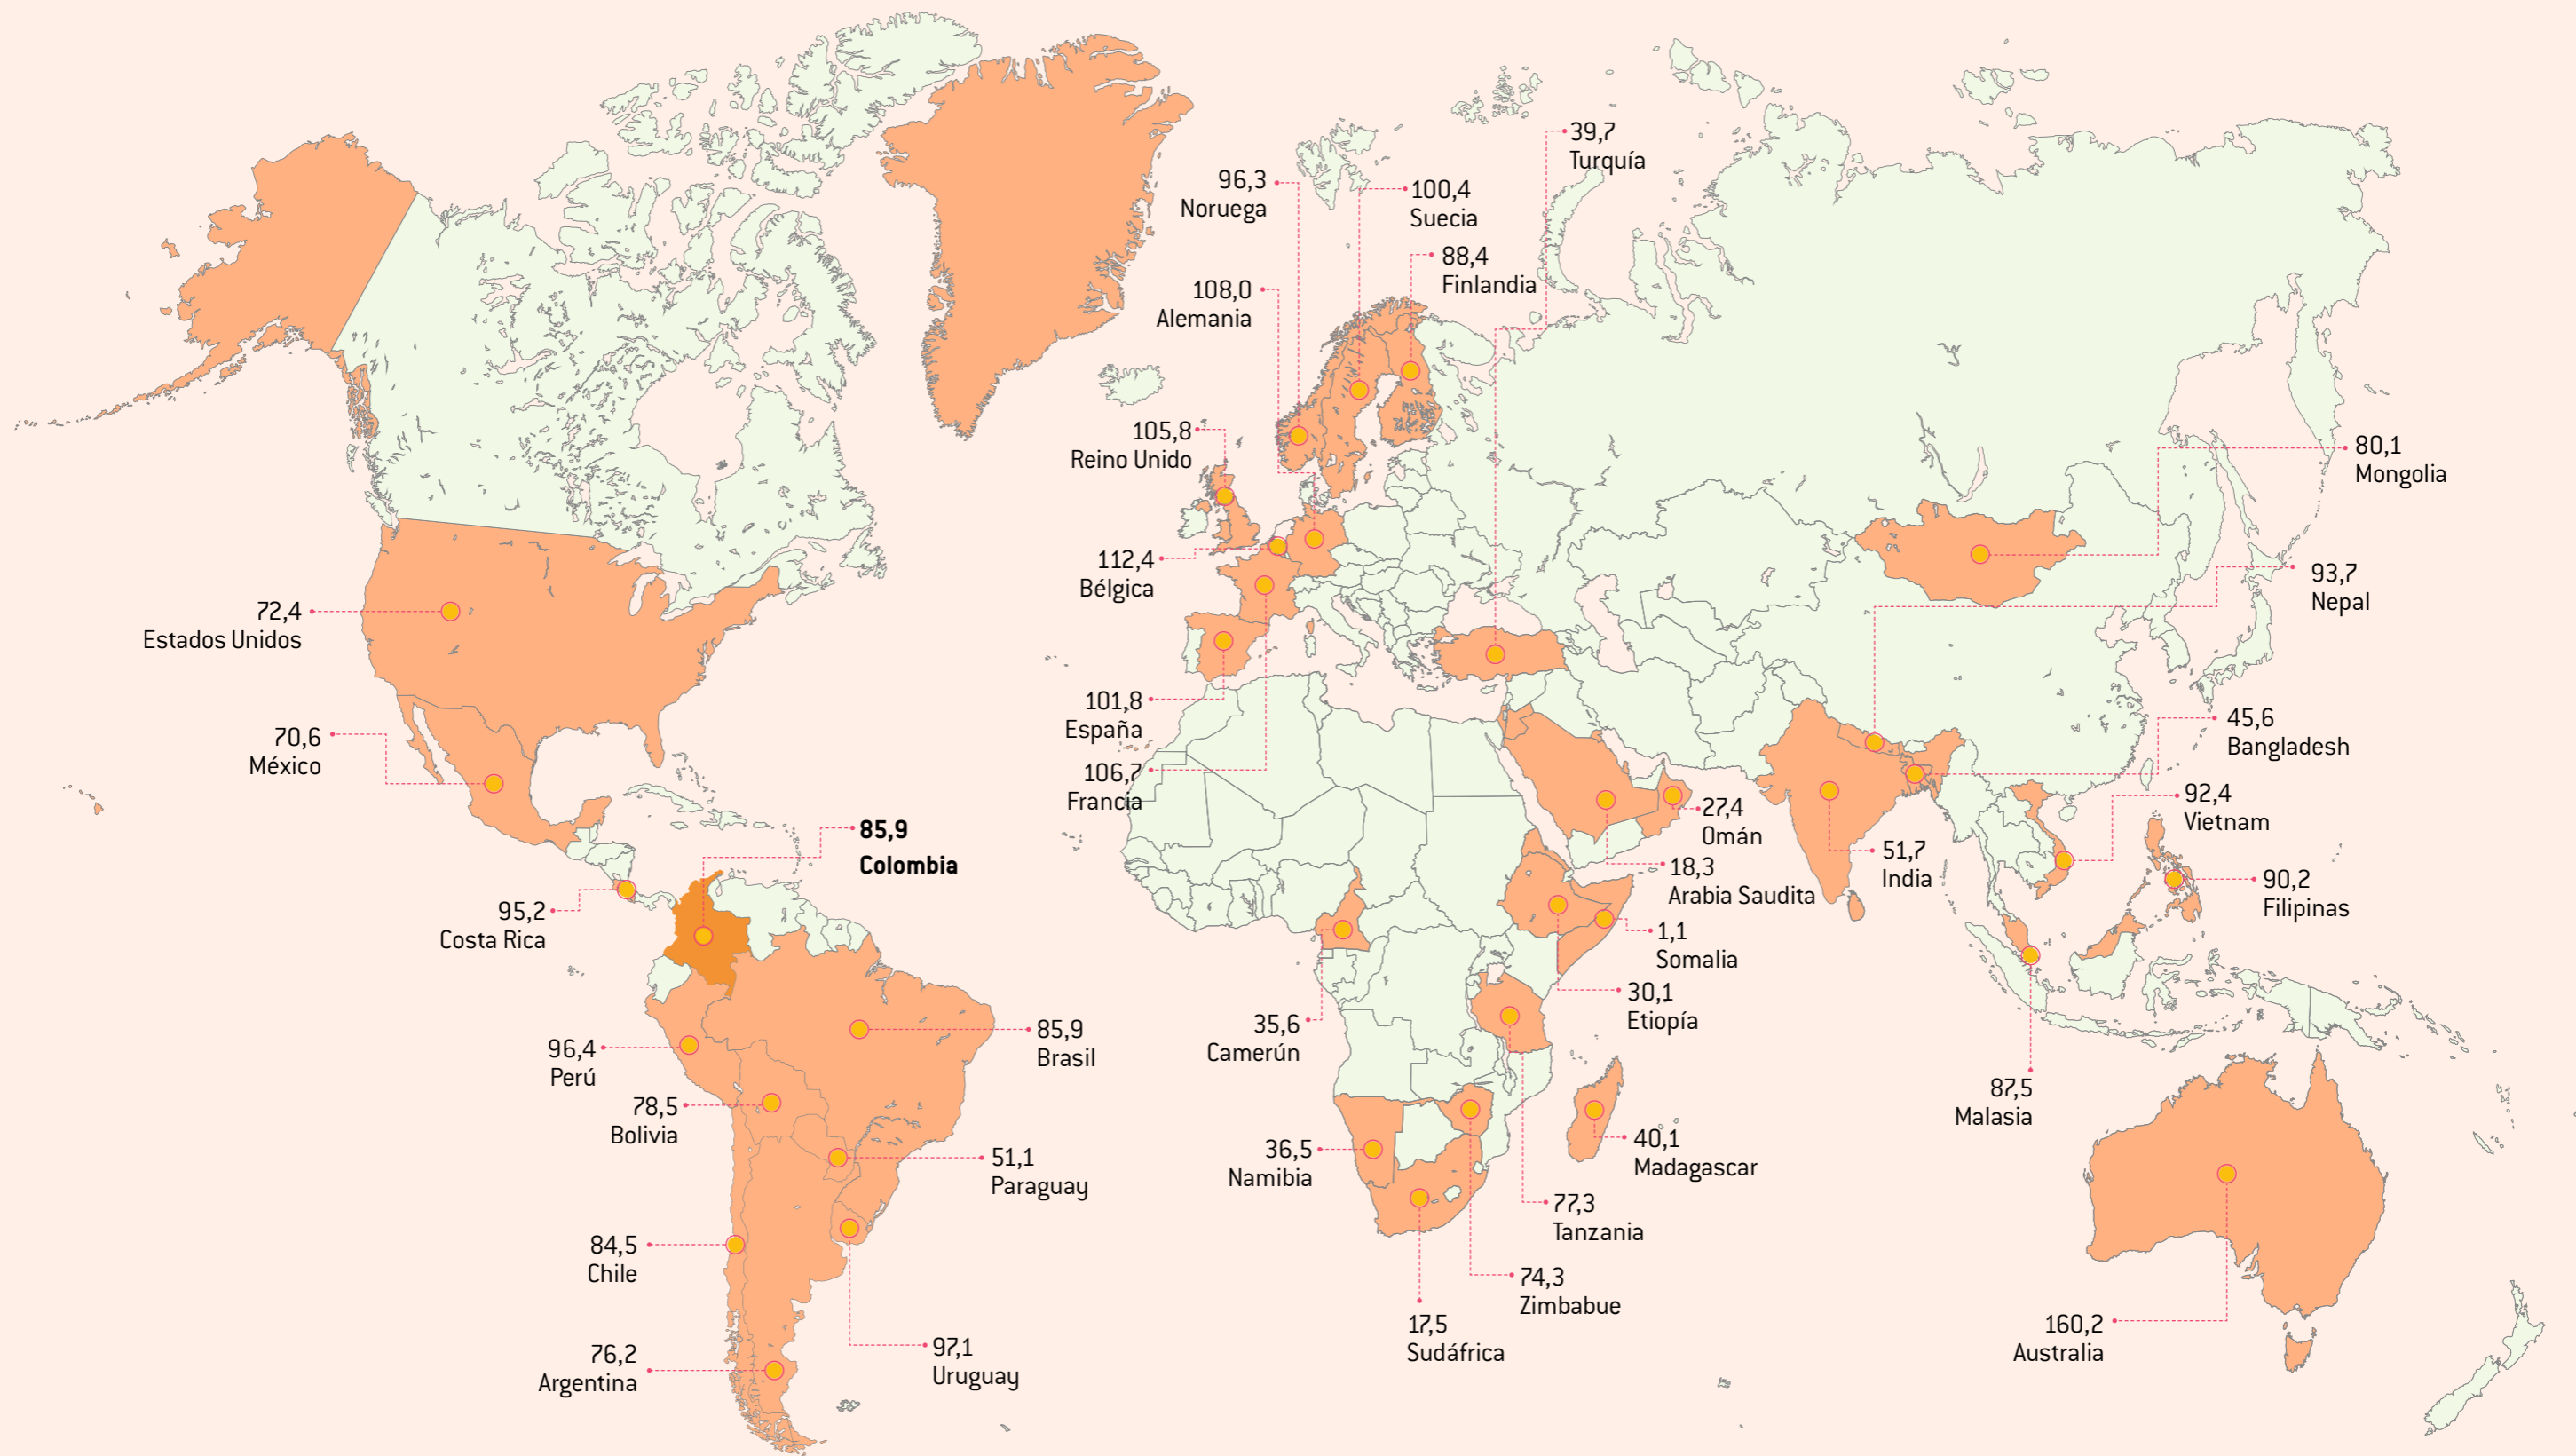 39,7
Turquía
96,3
Noruega
100,4
Suecia
88,4
Finlandia
108,0
Alemania
105,8
Reino Unido
80,1
Mongolia
112,4
Bélgica
93,7
Nepal
72,4
Estados Unidos
101,8
España
45,6
Bangladesh
70,6
México
106,7
Francia
92,4
Vietnam
27,4
Omán
85,9
Colombia
51,7
India
18,3
Arabia Saudita
90,2
Filipinas
95,2
Costa Rica
1,1
Somalia
30,1
Etiopía
35,6
Camerún
85,9
Brasil
96,4
Perú
87,5
Malasia
78,5
Bolivia
40,1
Madagascar
36,5
Namibia
51,1
Paraguay
77,3
Tanzania
84,5
Chile
74,3
Zimbabue
17,5
Sudáfrica
160,2
Australia
97,1
Uruguay
76,2
Argentina